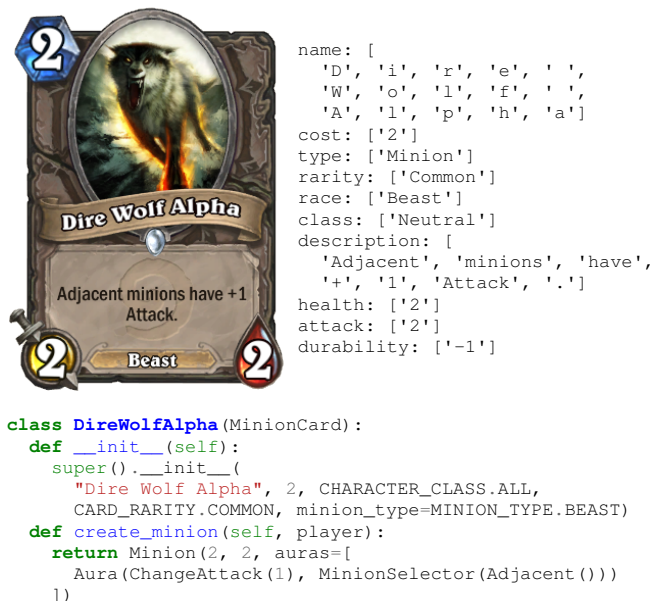 2
Dire Wolf Alpha
Adjacent minions have +1
Attack.
2
Beast
2
name: [
  'D', 'i', 'r', 'e', ' ',
  'W', 'o', 'l', 'f', ' ',
  'A', 'l', 'p', 'h', 'a']
cost: ['2']
type: ['Minion']
rarity: ['Common']
race: ['Beast']
class: ['Neutral']
description: [
  'Adjacent', 'minions', 'have',
  '+', '1', 'Attack', '.']
health: ['2']
attack: ['2']
durability: ['-1']
class DireWolfAlpha(MinionCard):
  def __init__(self):
    super().__init__(
      "Dire Wolf Alpha", 2, CHARACTER_CLASS.ALL,
      CARD_RARITY.COMMON, minion_type=MINION_TYPE.BEAST)
  def create_minion(self, player):
    return Minion(2, 2, auras=[
      Aura(ChangeAttack(1), MinionSelector(Adjacent()))
    ])